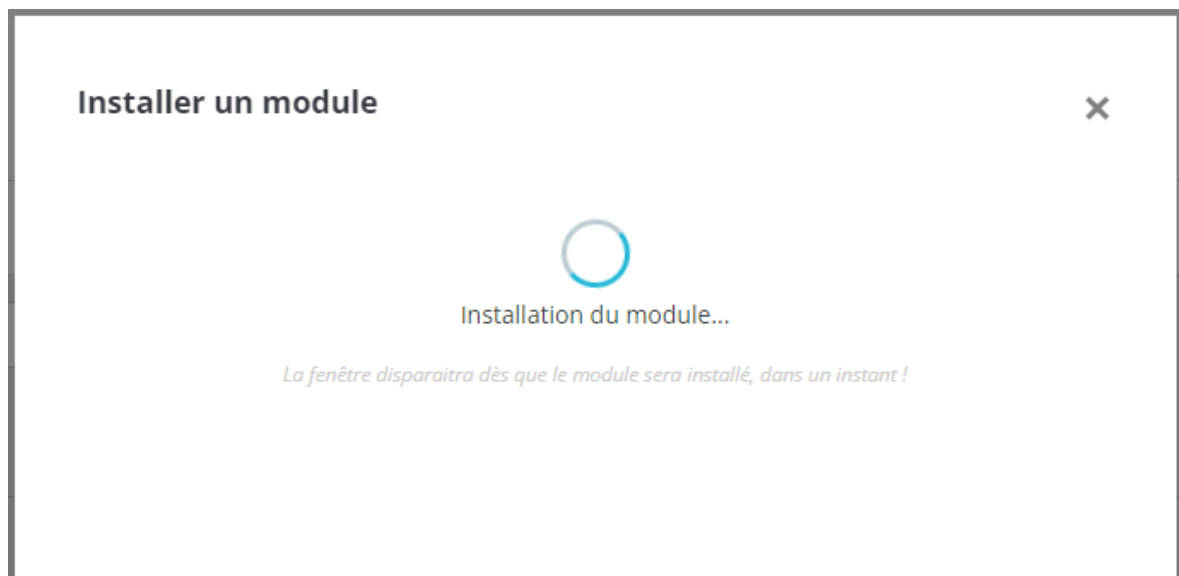 Installer un module
Installation du module...
La fenêtre disparaitra dès que le module sera installé, dans un instant !